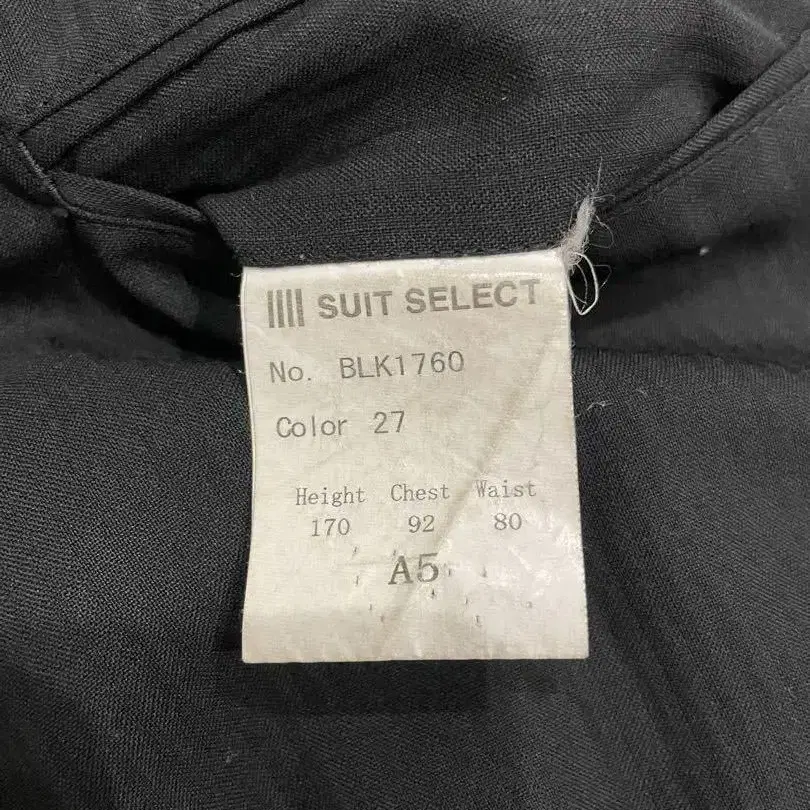 SUIT SELECT
No. BLK1760
Color 27
Height Chest Waist
170 92 80
A5